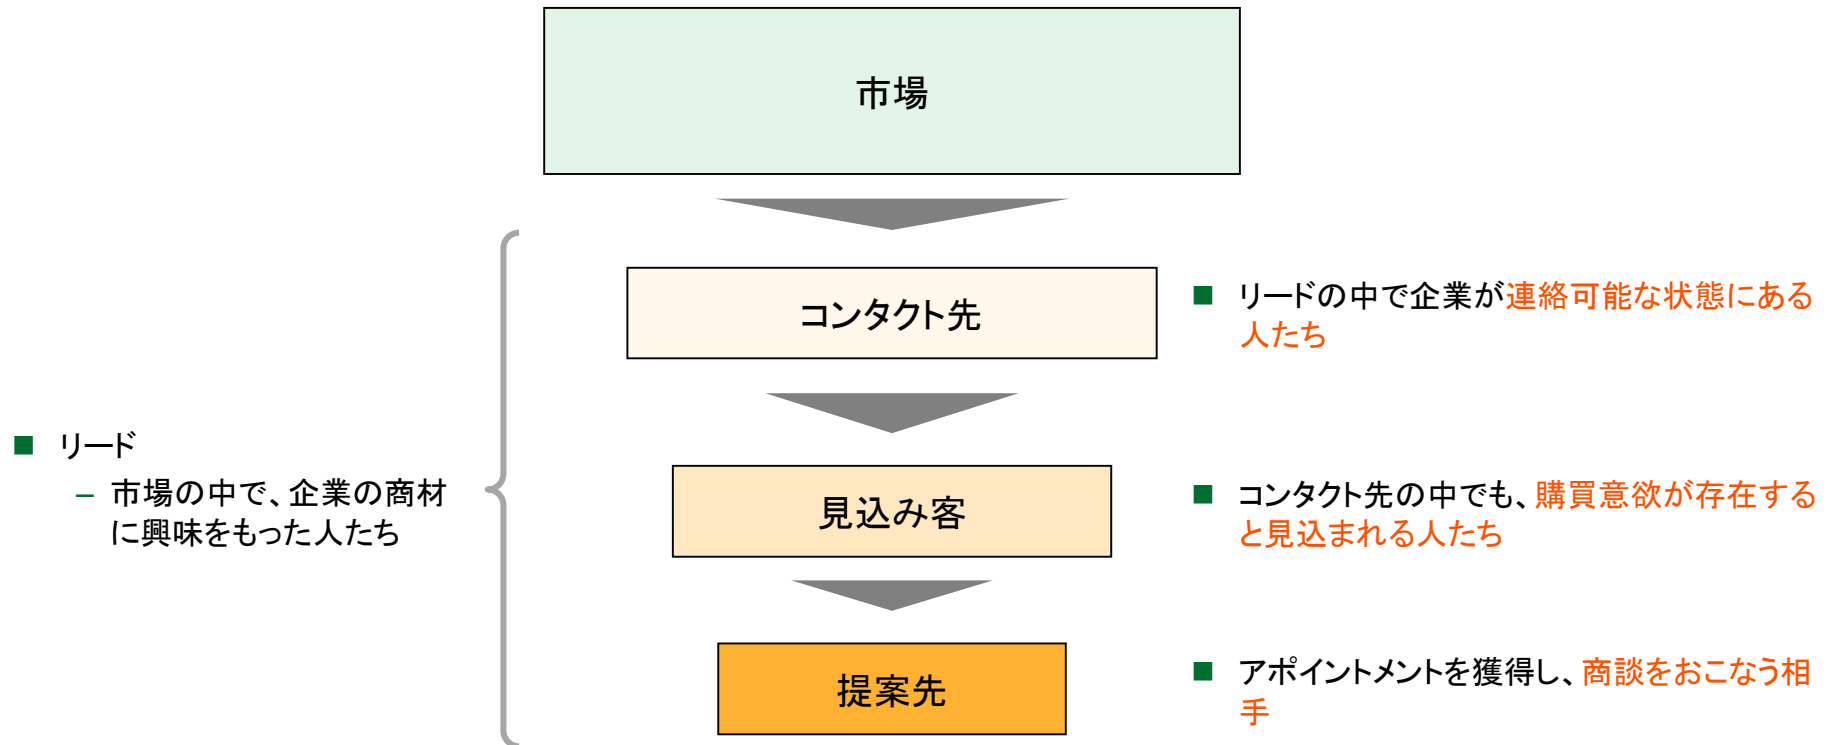 市場
コンタクト先
■ リードの中で企業が連絡可能な状態にある
人たち
■ リード
– 市場の中で、企業の商材
に興味をもった人たち
見込み客
■ コンタクト先の中でも、購買意欲が存在する
と見込まれる人たち
提案先
■ アポイントメントを獲得し、商談をおこなう相
手